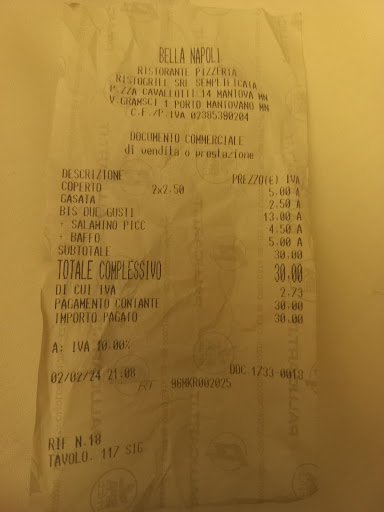 BELLA NAPOLI
RISTORANTE PIZZERIA
RISTOGRILL SRL SEMPLIFICATA
P.ZZA CAVALLOTTI 14 MANTOVA MN
V.GRAMSCI 1 PORTO MANTOVANO MN
C.F./P.IVA 02385390204
DOCUMENTO COMMERCIALE
di vendita o prestazione
DESCRIZIONE PREZZO(€) IVA
COPERTO 2x2.50 5.00 A
GASATA 2.50 A
BIS DUE GUSTI 13.00 A
- SALAMINO PICC 4.50 A
- BAFFO 5.00 A
SUBTOTALE 30.00
TOTALE COMPLESSIVO 30.00
DI CUI IVA 2.73
PAGAMENTO CONTANTE 30.00
IMPORTO PAGATO 30.00
A: IVA 10.00%
02/02/24 21:08 DOC.1733-0018
96MKR002025
RIF N.18
TAVOLO. 117 SIG